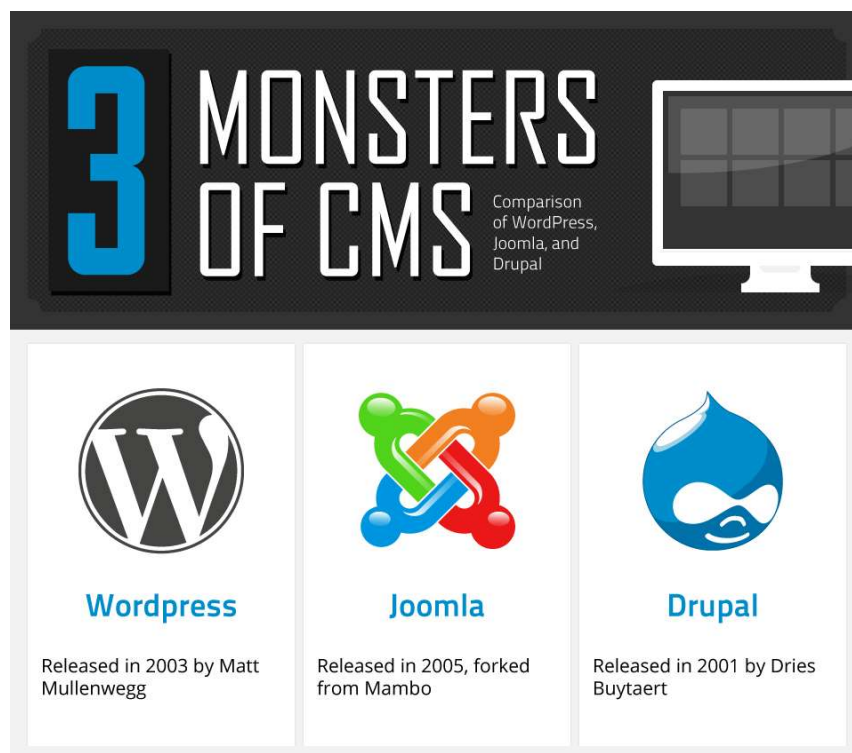 3
MONSTERS
OF CMS
Comparison
of WordPress,
Joomla, and
Drupal
W
Wordpress
Released in 2003 by Matt
Mullenwegg
Joomla
Released in 2005, forked
from Mambo
Drupal
Released in 2001 by Dries
Buytaert